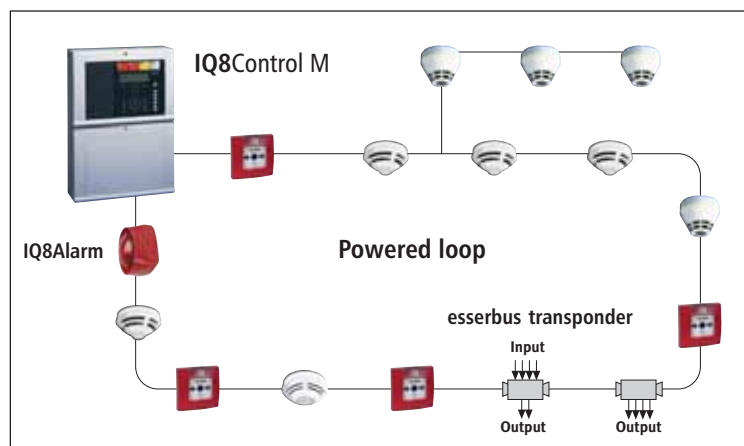 IQ8Control M
IQ8Alarm
Powered loop
esserbus transponder
Input
Output
Output